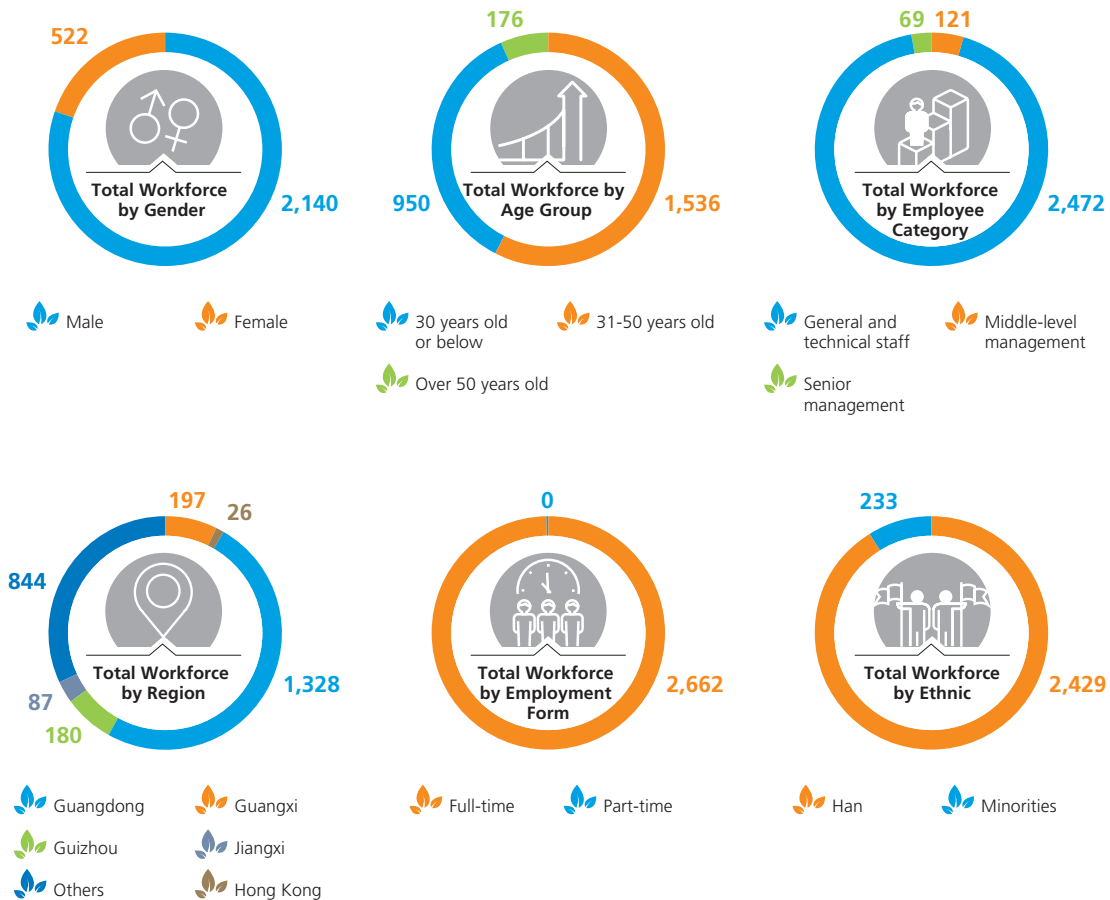 522
2,140
Total Workforce
by Gender
Male
Female
176
950
1,536
Total Workforce by
Age Group
30 years old
or below
31-50 years old
Over 50 years old
69
121
2,472
Total Workforce
by Employee
Category
General and
technical staff
Middle-level
management
Senior
management
197
26
844
1,328
87
180
Total Workforce
by Region
Guangdong
Guangxi
Guizhou
Jiangxi
Others
Hong Kong
0
2,662
Total Workforce
by Employment
Form
Full-time
Part-time
233
2,429
Total Workforce
by Ethnic
Han
Minorities